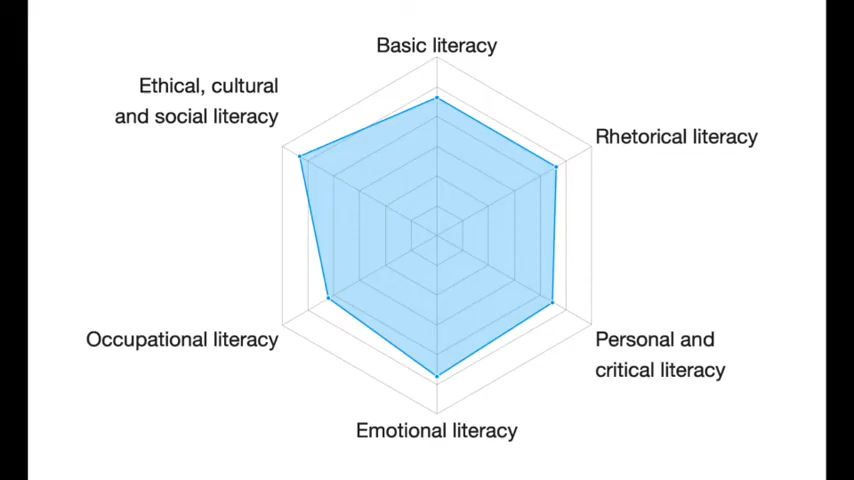 Basic literacy
Ethical, cultural
and social literacy
Rhetorical literacy
Occupational literacy
Personal and
critical literacy
Emotional literacy